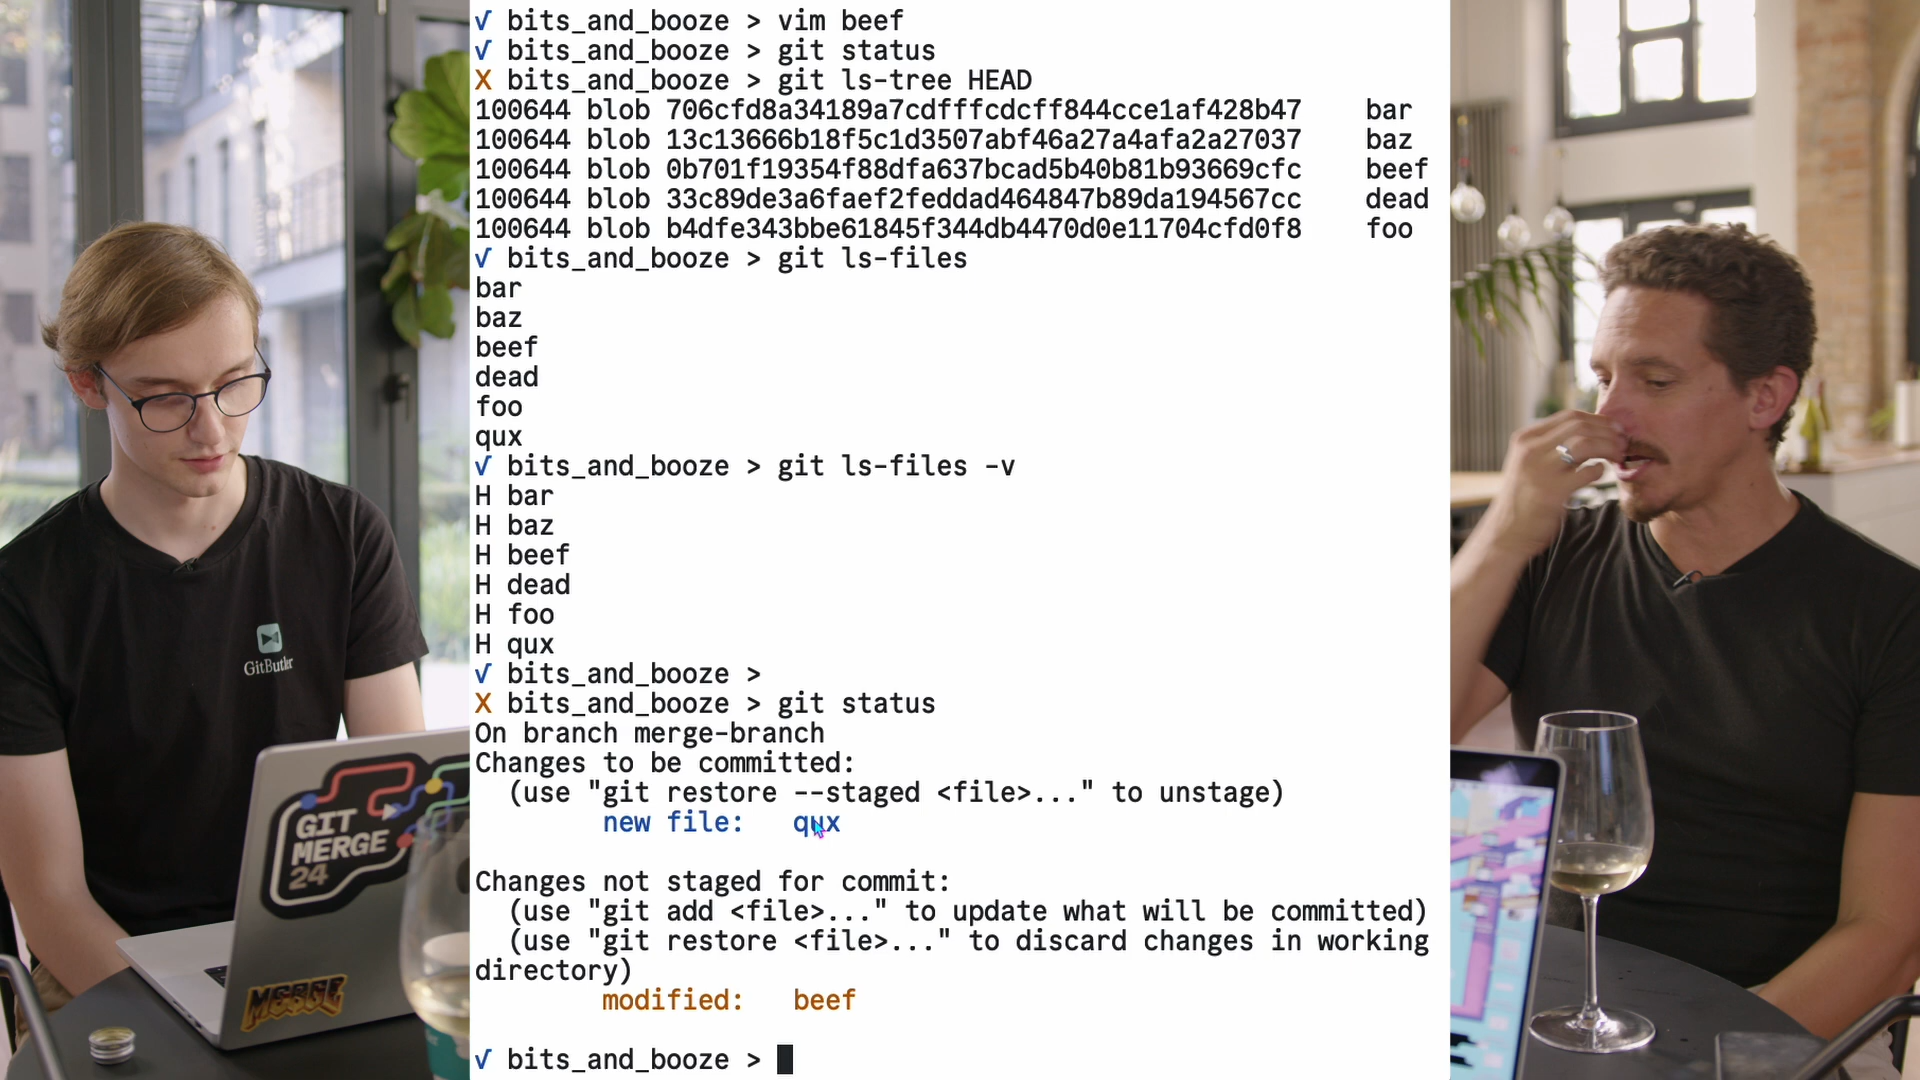 √ bits_and_booze > vim beef
√ bits_and_booze > git status
X bits_and_booze > git ls-tree HEAD
100644 blob 706cfd8a34189a7cdfffcdcff844cce1af428b47    bar
100644 blob 13c13666b18f5c1d3507abf46a27a4afa2a27037    baz
100644 blob 0b701f19354f88dfa637bcad5b40b81b93669cfc    beef
100644 blob 33c89de3a6faef2feddad464847b89da194567cc    dead
100644 blob b4dfe343bbe61845f344db4470d0e11704cfd0f8    foo
√ bits_and_booze > git ls-files
bar
baz
beef
dead
foo
qux
√ bits_and_booze > git ls-files -v
H bar
H baz
H beef
H dead
H foo
H qux
√ bits_and_booze >
X bits_and_booze > git status
On branch merge-branch
Changes to be committed:
  (use "git restore --staged <file>..." to unstage)
        new file:   qux
Changes not staged for commit:
  (use "git add <file>..." to update what will be committed)
  (use "git restore <file>..." to discard changes in working
directory)
        modified:   beef
√ bits_and_booze >
GitButler
GIT
MERGE
24
MERGE